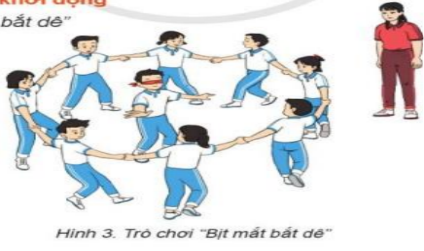 khởi động
bắt dê”
Hình 3. Trò chơi “Bịt mắt bắt dê”